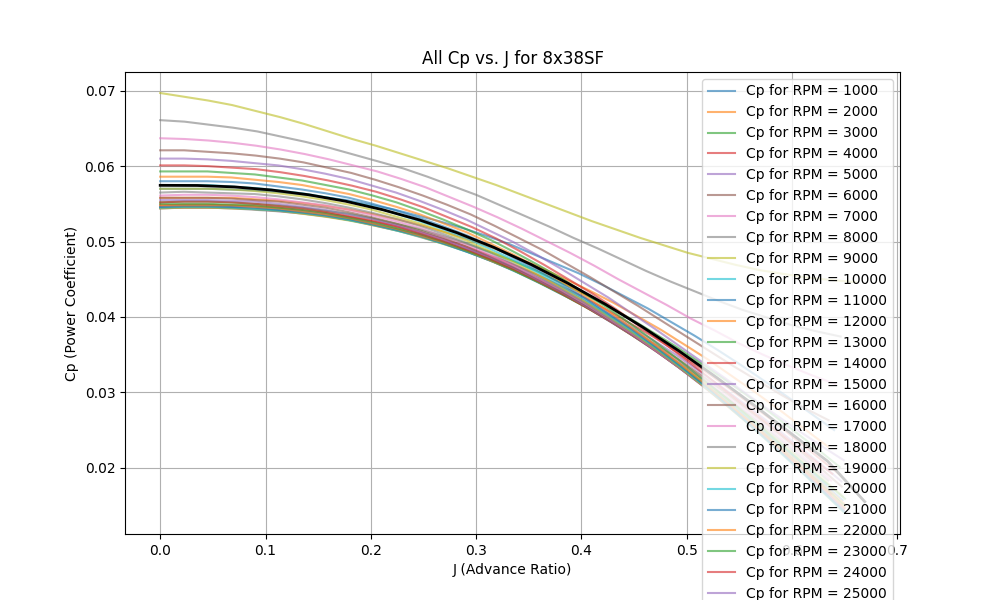 All Cp vs. J for 8x38SF
Cp (Power Coefficient)
0.07
0.06
0.05
0.04
0.03
0.02
0.0
0.1
0.2
0.3
0.4
0.5
0.7
J (Advance Ratio)
Cp for RPM = 1000
Cp for RPM = 2000
Cp for RPM = 3000
Cp for RPM = 4000
Cp for RPM = 5000
Cp for RPM = 6000
Cp for RPM = 7000
Cp for RPM = 8000
Cp for RPM = 9000
Cp for RPM = 10000
Cp for RPM = 11000
Cp for RPM = 12000
Cp for RPM = 13000
Cp for RPM = 14000
Cp for RPM = 15000
Cp for RPM = 16000
Cp for RPM = 17000
Cp for RPM = 18000
Cp for RPM = 19000
Cp for RPM = 20000
Cp for RPM = 21000
Cp for RPM = 22000
Cp for RPM = 23000
Cp for RPM = 24000
Cp for RPM = 25000